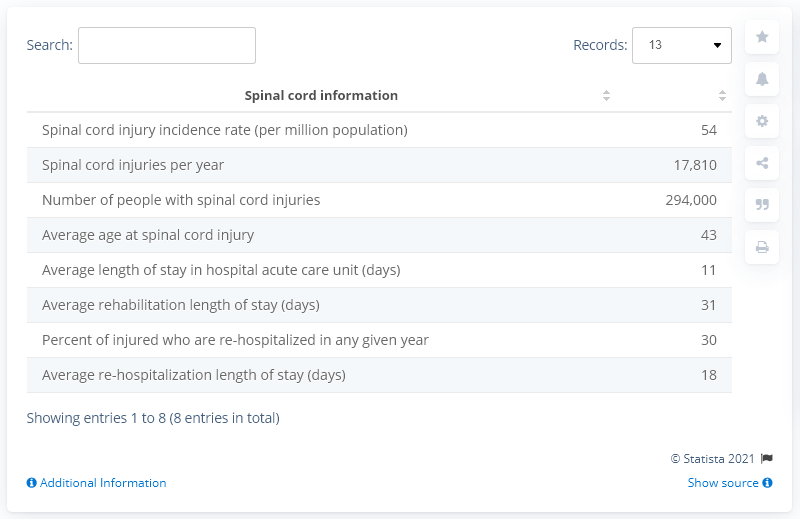 Search:
Records: 13
Spinal cord information
Spinal cord injury incidence rate (per million population) 54
Spinal cord injuries per year 17,810
Number of people with spinal cord injuries 294,000
Average age at spinal cord injury 43
Average length of stay in hospital acute care unit (days) 11
Average rehabilitation length of stay (days) 31
Percent of injured who are re-hospitalized in any given year 30
Average re-hospitalization length of stay (days) 18
Showing entries 1 to 8 (8 entries in total)
© Statista 2021
Additional Information
Show source